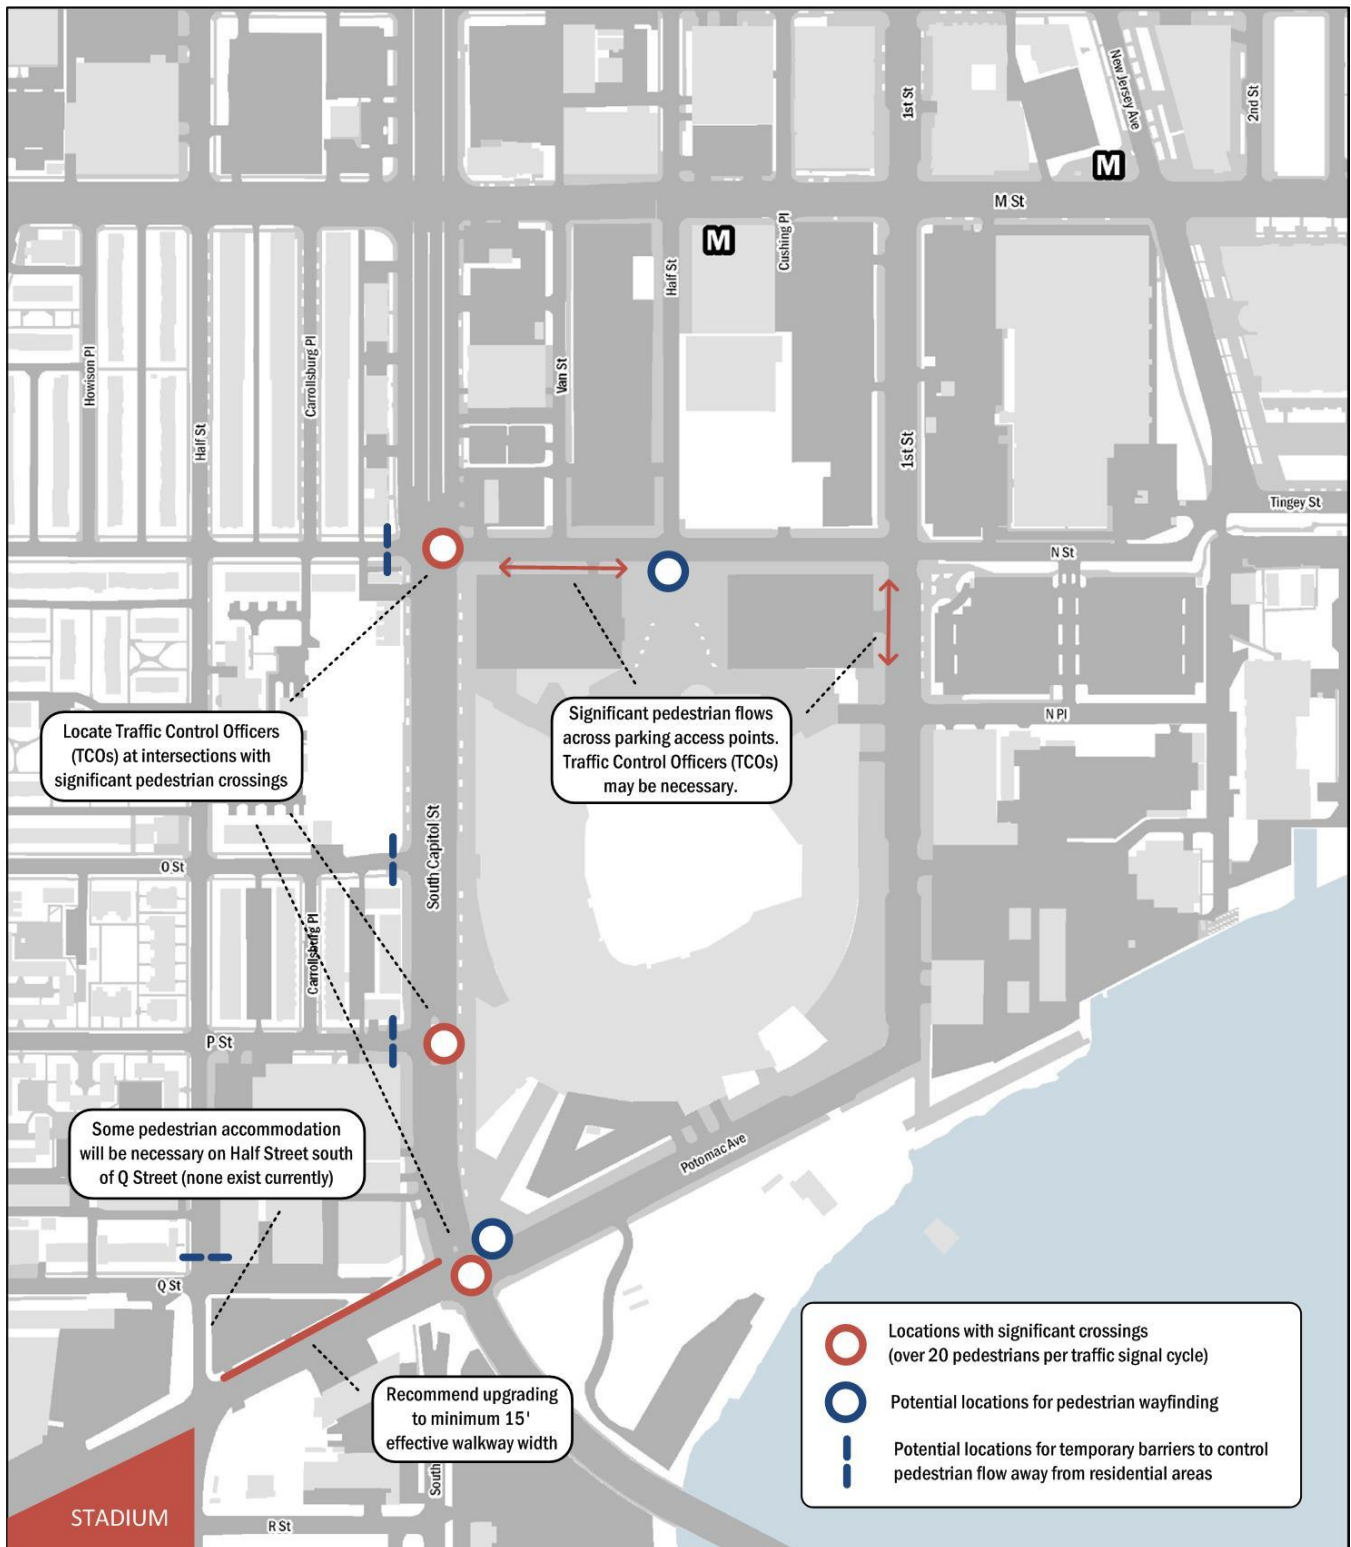 1st St
New Jersey Ave
2nd St
M
M St
M
Cushing Pl
Half St
Howison Pl
Carrollsburg Pl
Van St
Half St
1st St
Tingey St
N St
Significant pedestrian flows
across parking access points.
Traffic Control Officers (TCOs)
may be necessary.
N Pl
Locate Traffic Control Officers
(TCOs) at intersections with
significant pedestrian crossings
South Capitol St
O St
Carrollsburg Pl
P St
Some pedestrian accommodation
will be necessary on Half Street south
of Q Street (none exist currently)
Potomac Ave
Q St
Recommend upgrading
to minimum 15'
effective walkway width
South
STADIUM
R St
Locations with significant crossings
(over 20 pedestrians per traffic signal cycle)
Potential locations for pedestrian wayfinding
Potential locations for temporary barriers to control
pedestrian flow away from residential areas